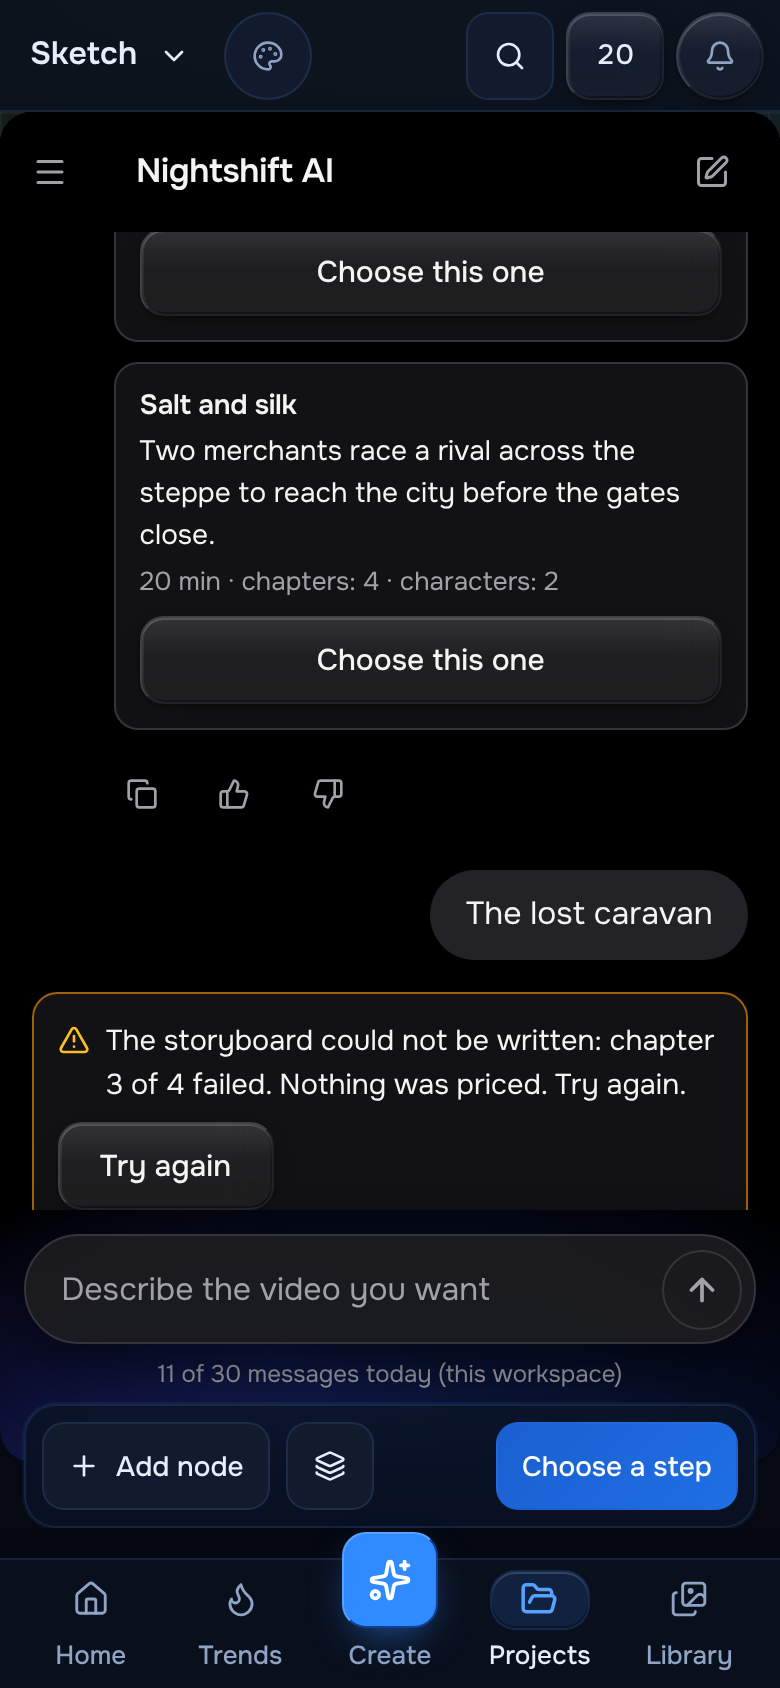 Sketch
20
Nightshift AI
Choose this one
Salt and silk
Two merchants race a rival across the
steppe to reach the city before the gates
close.
20 min · chapters: 4 · characters: 2
Choose this one
The lost caravan
The storyboard could not be written: chapter
3 of 4 failed. Nothing was priced. Try again.
Try again
Describe the video you want
11 of 30 messages today (this workspace)
Add node
Choose a step
Home
Trends
Create
Projects
Library